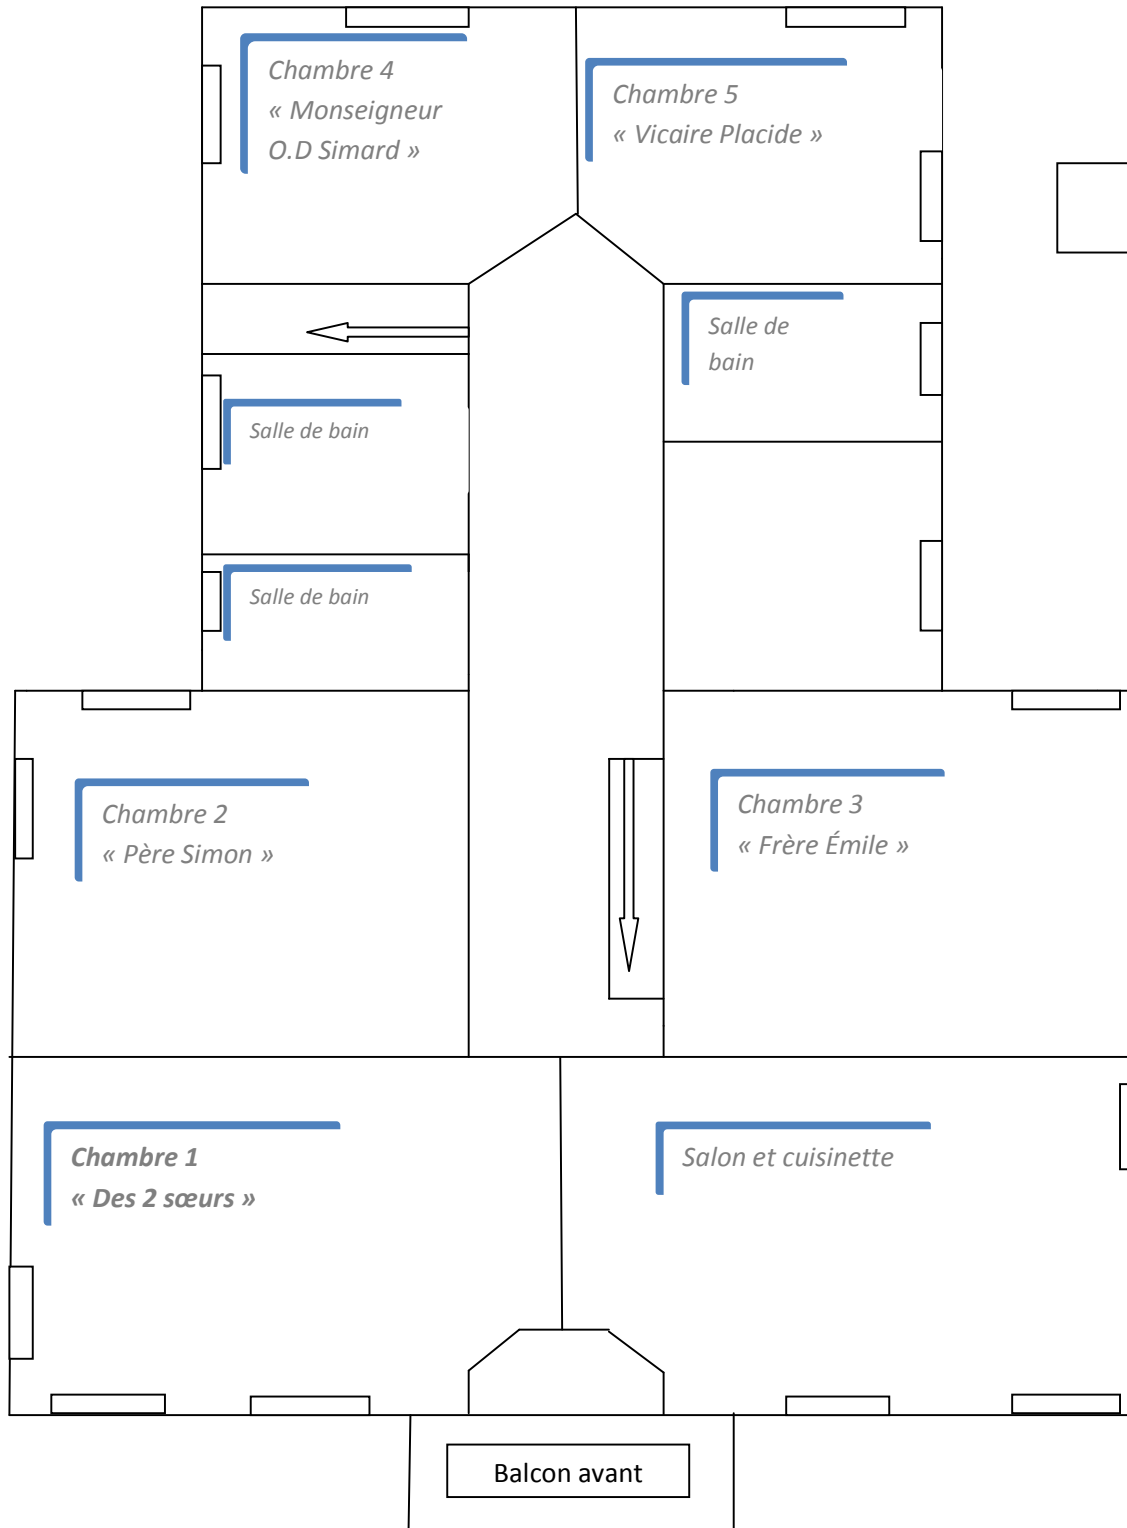 Chambre 4
« Monseigneur
O.D Simard »
Chambre 5
« Vicaire Placide »
Salle de
bain
Salle de bain
Salle de bain
Chambre 2
« Père Simon »
Chambre 3
« Frère Émile »
Chambre 1
« Des 2 sœurs »
Salon et cuisinette
Balcon avant